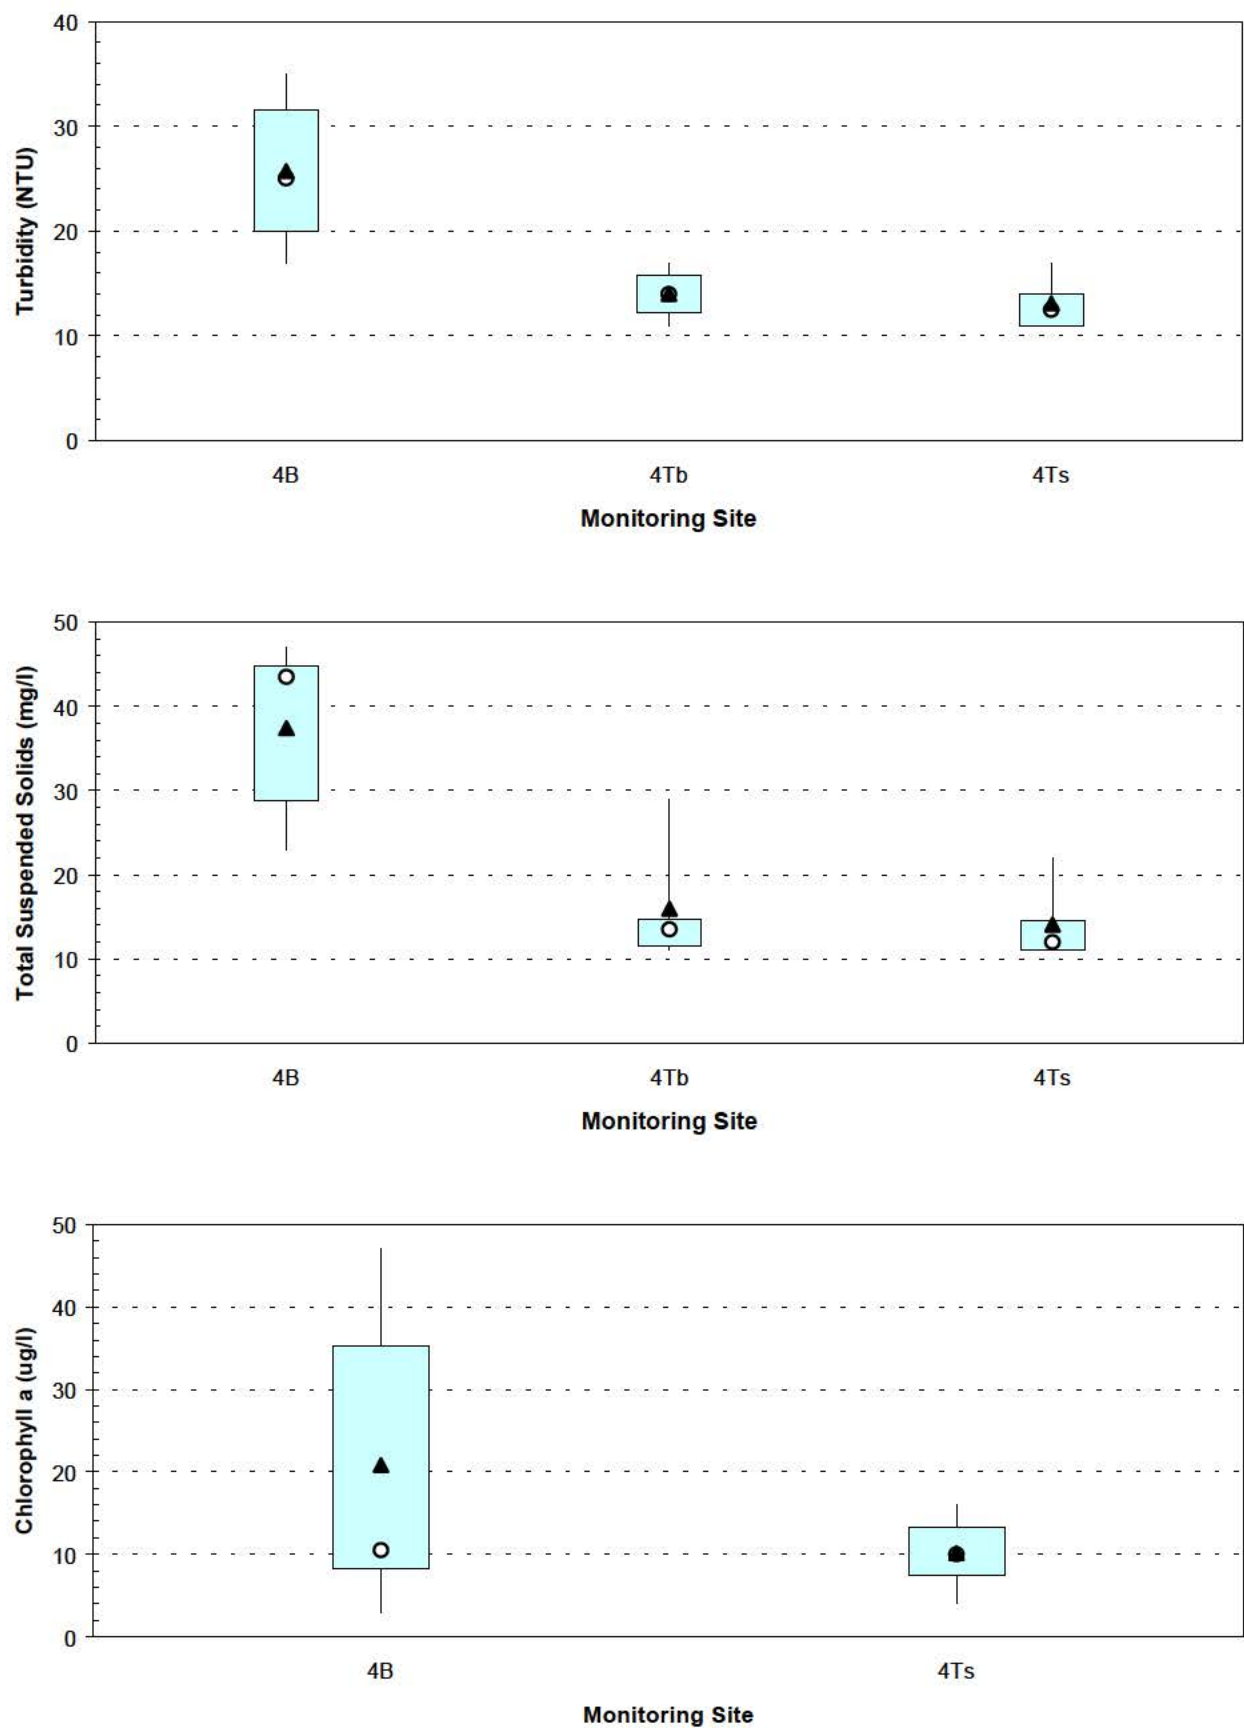 40
30
20
10
0
Turbidity (NTU)
4B 4Tb 4Ts
Monitoring Site
50
40
30
20
10
0
Total Suspended Solids (mg/l)
4B 4Tb 4Ts
Monitoring Site
50
40
30
20
10
0
Chlorophyll a (ug/l)
4B 4Ts
Monitoring Site